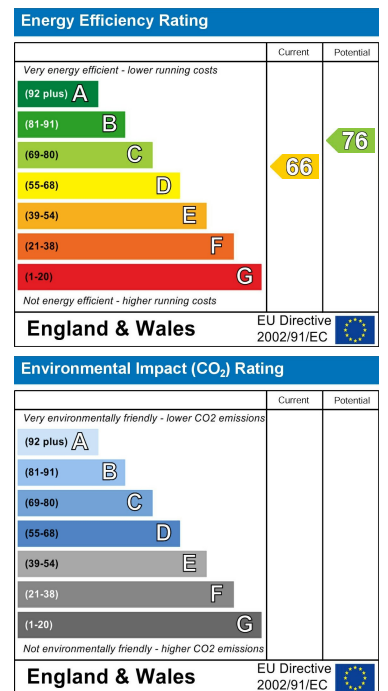 Energy Efficiency Rating
Current Potential
Very energy efficient - lower running costs
(92 plus) A
(81-91) B
(69-80) C
(55-68) D
(39-54) E
(21-38) F
(1-20) G
66
76
Not energy efficient - higher running costs
England & Wales
EU Directive
2002/91/EC
Environmental Impact (CO₂) Rating
Current Potential
Very environmentally friendly - lower CO2 emissions
(92 plus) A
(81-91) B
(69-80) C
(55-68) D
(39-54) E
(21-38) F
(1-20) G
Not environmentally friendly - higher CO2 emissions
England & Wales
EU Directive
2002/91/EC